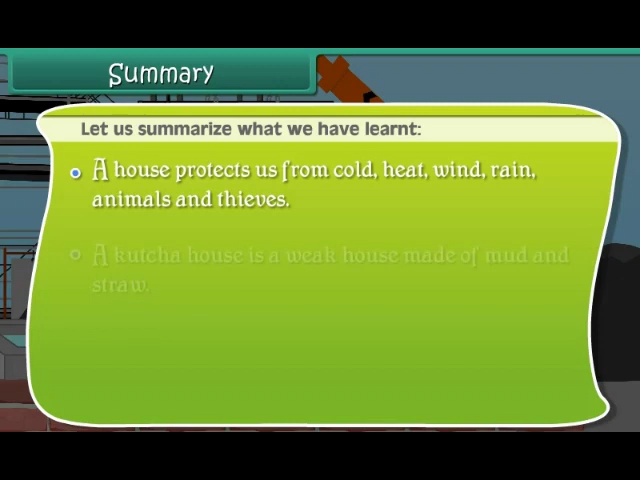 Summary
Let us summarize what we have learnt:
A house protects us from cold, heat, wind, rain,
animals and thieves.
A kutcha house is a weak house made of mud and
straw.